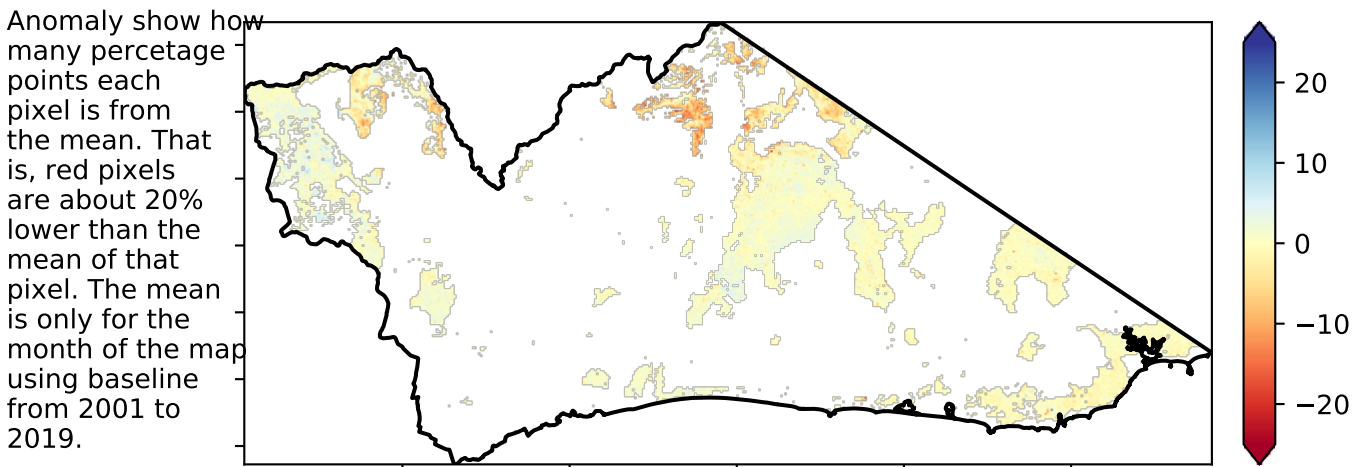 Anomaly show how
many percetage
points each
pixel is from
the mean. That
is, red pixels
are about 20%
lower than the
mean of that
pixel. The mean
is only for the
month of the map
using baseline
from 2001 to
2019.
20
10
0
−10
−20